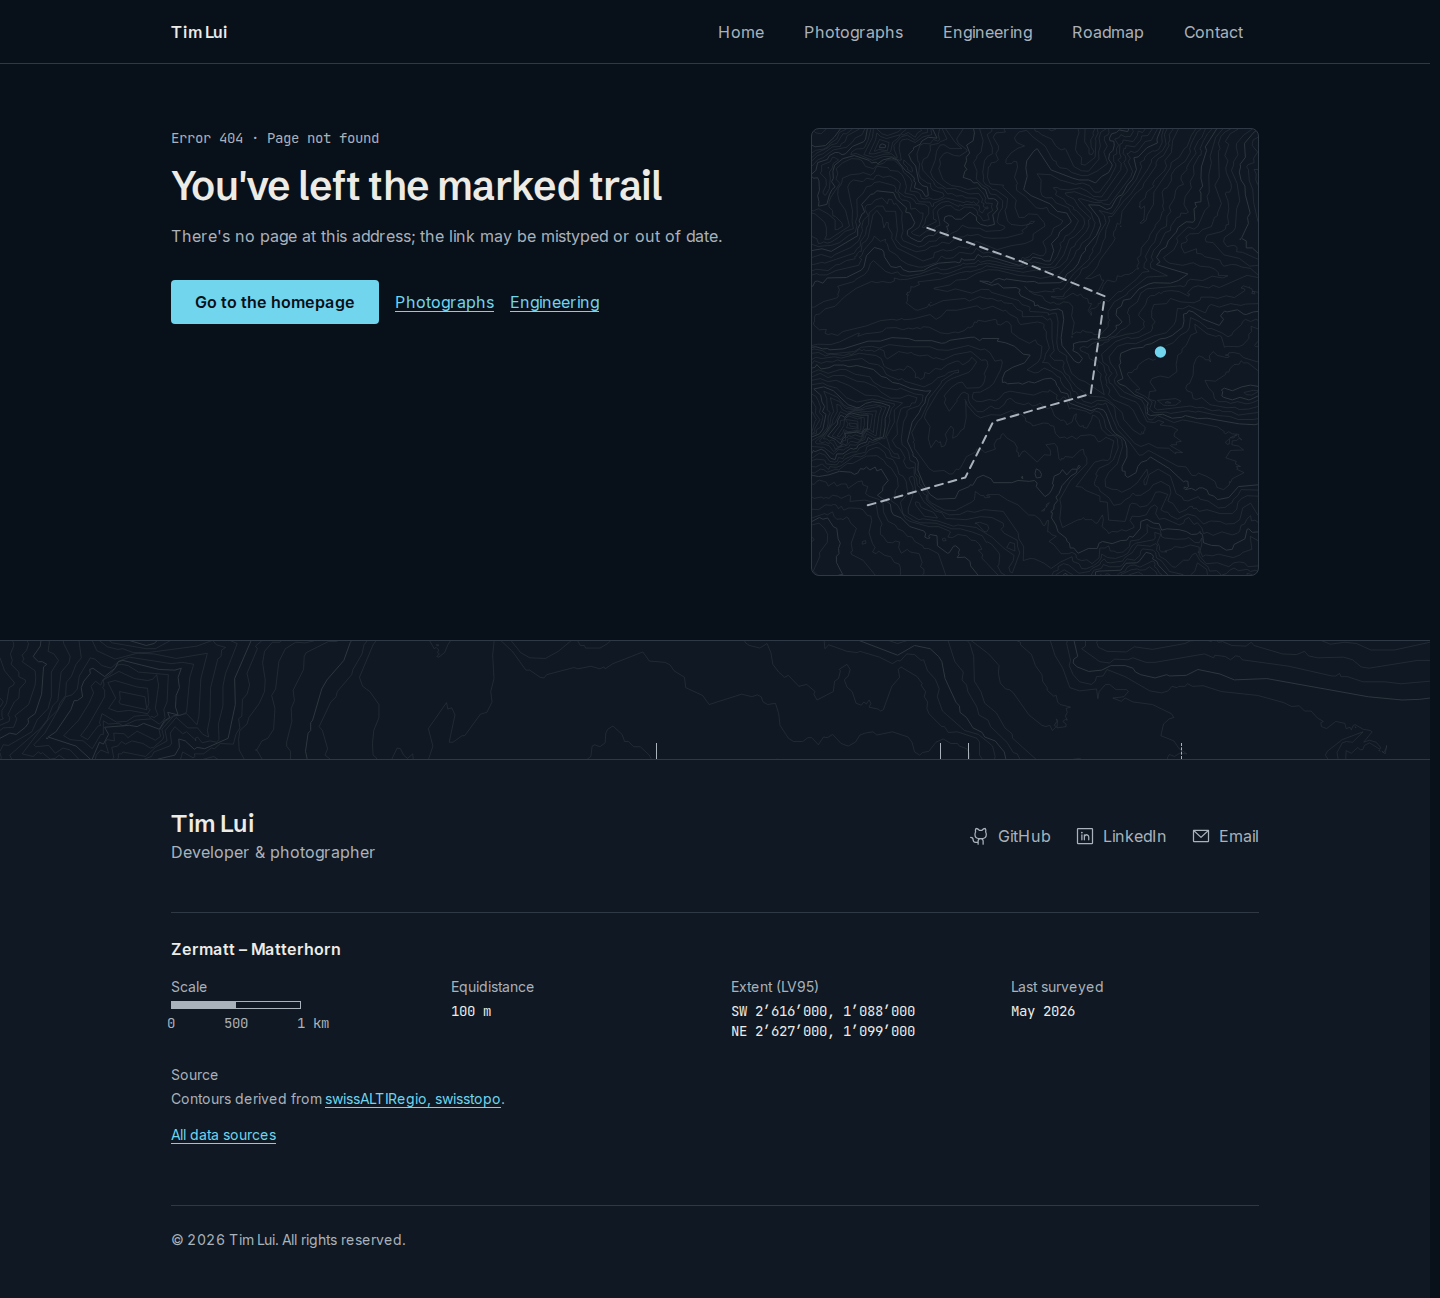 Tim Lui
Home Photographs Engineering Roadmap Contact
Error 404 · Page not found
You've left the marked trail
There's no page at this address; the link may be mistyped or out of date.
Go to the homepage Photographs Engineering
Tim Lui
Developer & photographer
GitHub LinkedIn Email
Zermatt – Matterhorn
Scale
0 500 1 km
Equidistance
100 m
Extent (LV95)
SW 2’616’000, 1’088’000
NE 2’627’000, 1’099’000
Last surveyed
May 2026
Source
Contours derived from swissALTIRegio, swisstopo.
All data sources
© 2026 Tim Lui. All rights reserved.